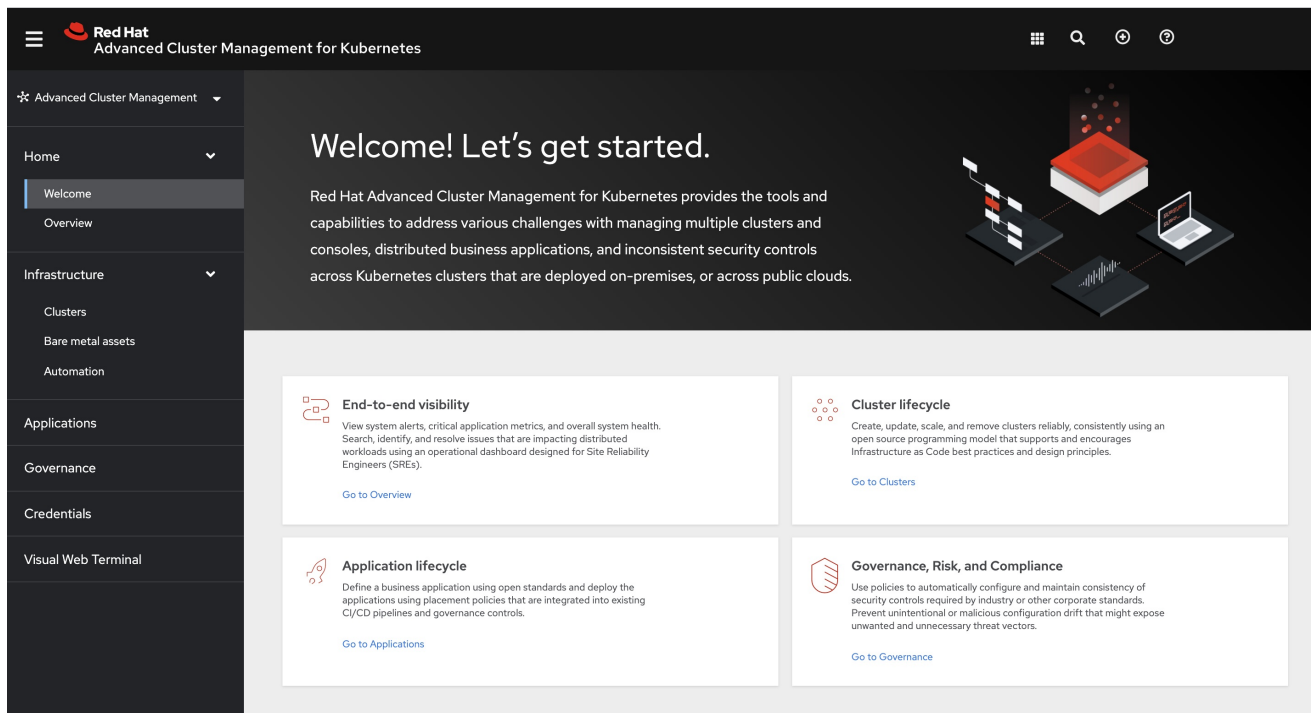 Red Hat
Advanced Cluster Management for Kubernetes
Advanced Cluster Management
Home
Welcome
Overview
Infrastructure
Clusters
Bare metal assets
Automation
Applications
Governance
Credentials
Visual Web Terminal
Welcome! Let's get started.
Red Hat Advanced Cluster Management for Kubernetes provides the tools and
capabilities to address various challenges with managing multiple clusters and
consoles, distributed business applications, and inconsistent security controls
across Kubernetes clusters that are deployed on-premises, or across public clouds.
End-to-end visibility
View system alerts, critical application metrics, and overall system health.
Search, identify, and resolve issues that are impacting distributed
workloads using an operational dashboard designed for Site Reliability
Engineers (SREs).
Go to Overview
Cluster lifecycle
Create, update, scale, and remove clusters reliably, consistently using an
open source programming model that supports and encourages
Infrastructure as Code best practices and design principles.
Go to Clusters
Application lifecycle
Define a business application using open standards and deploy the
applications using placement policies that are integrated into existing
CI/CD pipelines and governance controls.
Go to Applications
Governance, Risk, and Compliance
Use policies to automatically configure and maintain consistency of
security controls required by industry or other corporate standards.
Prevent unintentional or malicious configuration drift that might expose
unwanted and unnecessary threat vectors.
Go to Governance